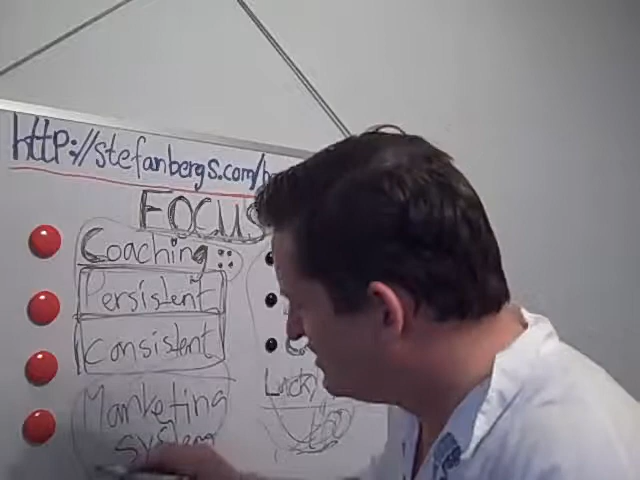 http://stefanbergs.com/b
FOCUS
Coaching
Persistent
Consistent
Lucky
Marketing
system